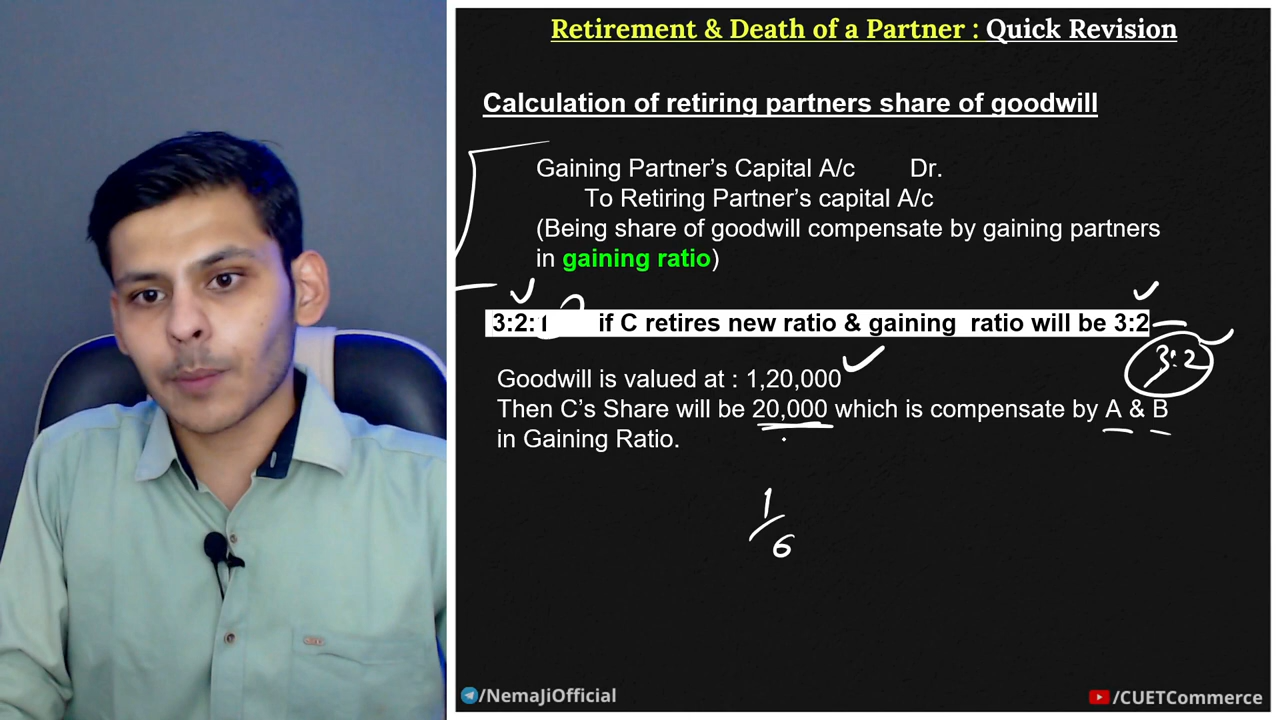 Retirement & Death of a Partner : Quick Revision
Calculation of retiring partners share of goodwill
Gaining Partner's Capital A/c Dr.
To Retiring Partner's capital A/c
(Being share of goodwill compensate by gaining partners
in gaining ratio)
3:2:1 if C retires new ratio & gaining ratio will be 3:2
3:2
Goodwill is valued at : 1,20,000
Then C's Share will be 20,000 which is compensate by A & B
in Gaining Ratio.
1/6
/NemaJiOfficial
/CUETCommerce